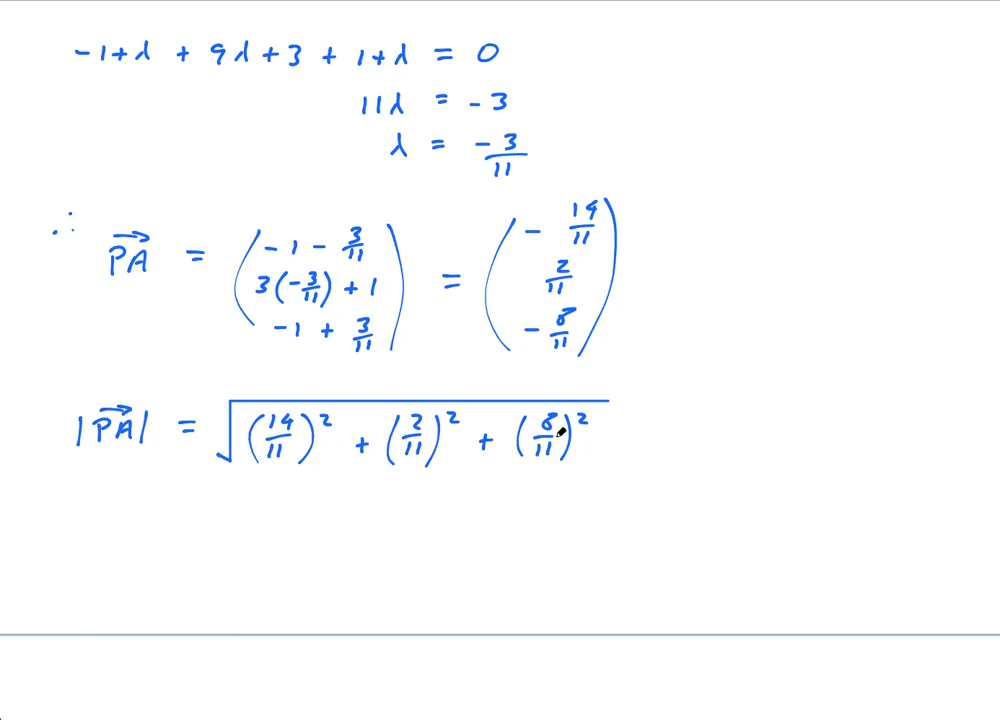 -1+λ + 9λ+3 + 1+λ = 0
11λ = -3
λ = -3/11
∴ PA→ = (-1 - 3/11, 3(-3/11) + 1, -1 + 3/11) = (-14/11, 2/11, -8/11)
|PA→| = √((14/11)² + (2/11)² + (8/11)²)